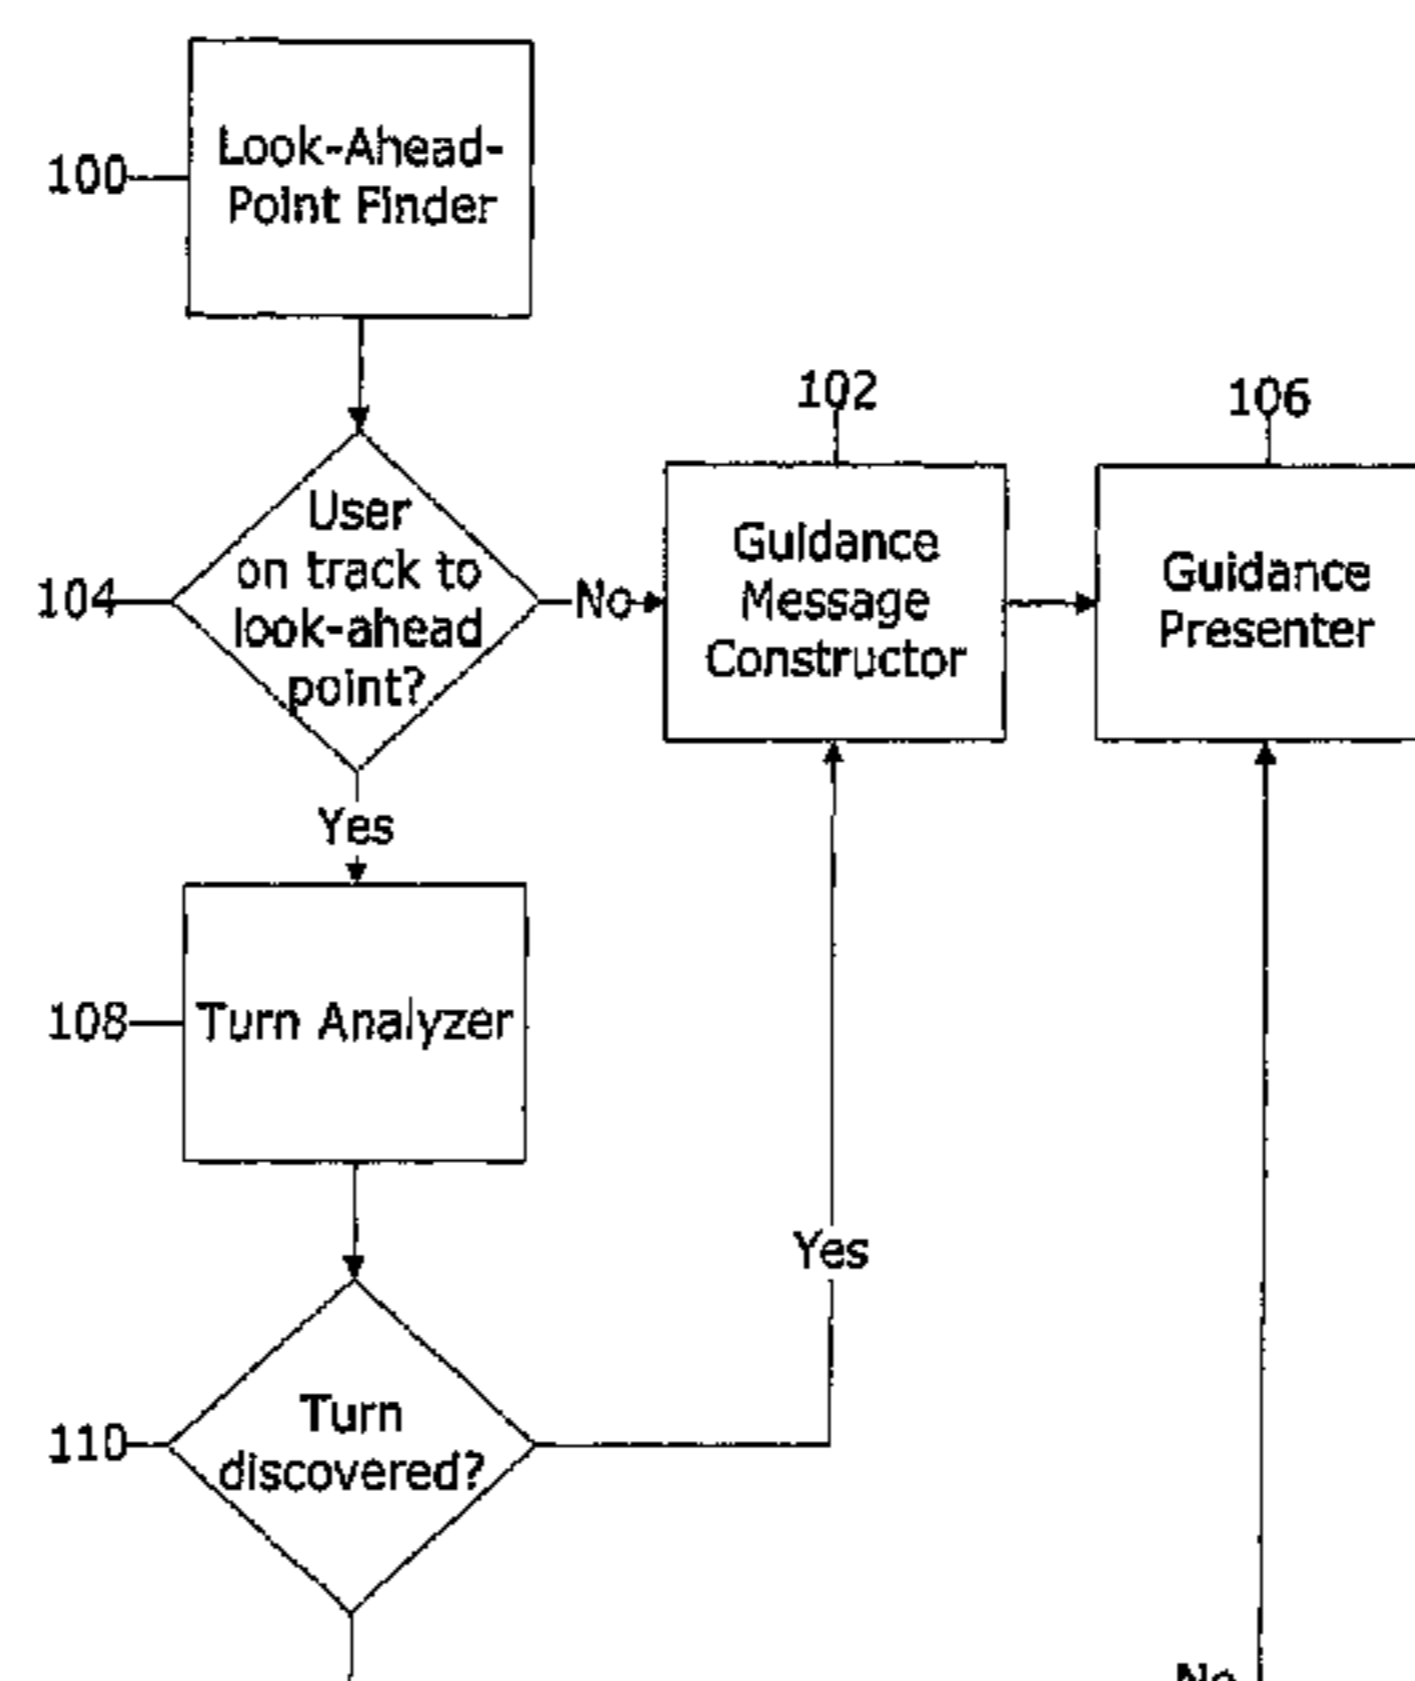 100
Look-Ahead-
Point Finder
102
106
104
User
on track to
look-ahead
point?
No
Guidance
Message
Constructor
Guidance
Presenter
Yes
108
Turn Analyzer
Yes
110
Turn
discovered?
No